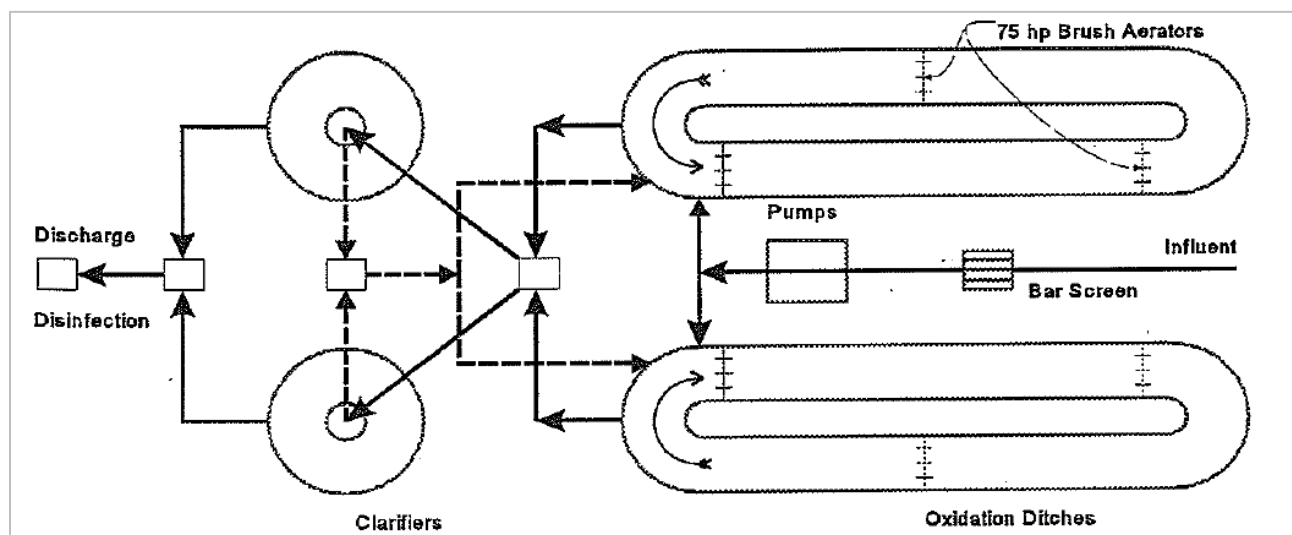 75 hp Brush Aerators
Pumps
Influent
Bar Screen
Discharge
Disinfection
Clarifiers
Oxidation Ditches